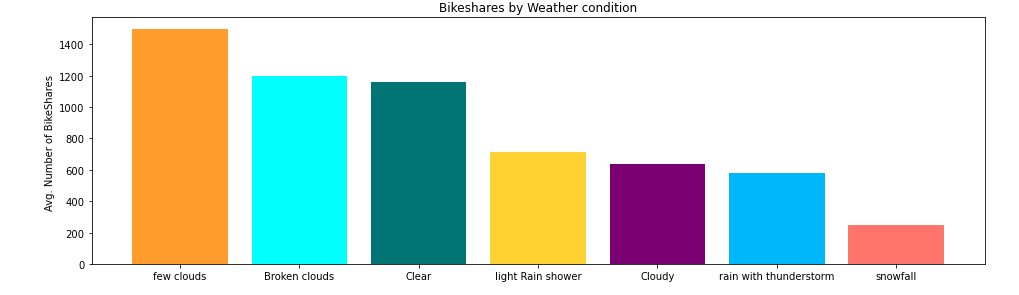 Bikeshares by Weather condition
Avg. Number of BikeShares
1400
1200
1000
800
600
400
200
0
few clouds
Broken clouds
Clear
light Rain shower
Cloudy
rain with thunderstorm
snowfall